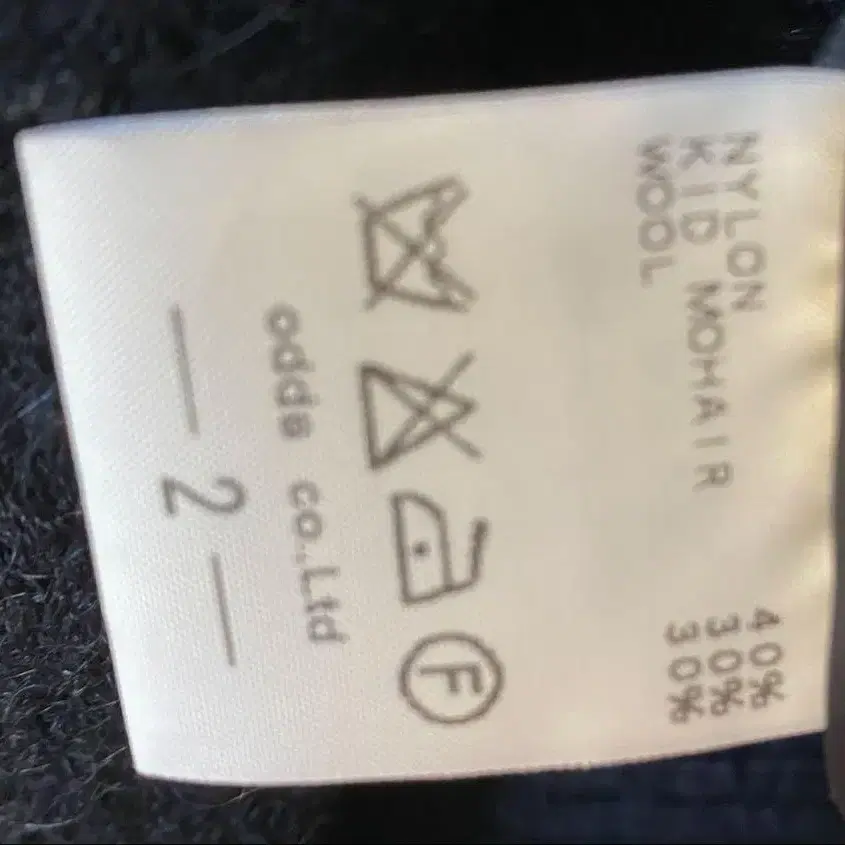 NYLON 40%
KID MOHAIR 30%
WOOL 30%
F
odds co.,Ltd
— 2 —